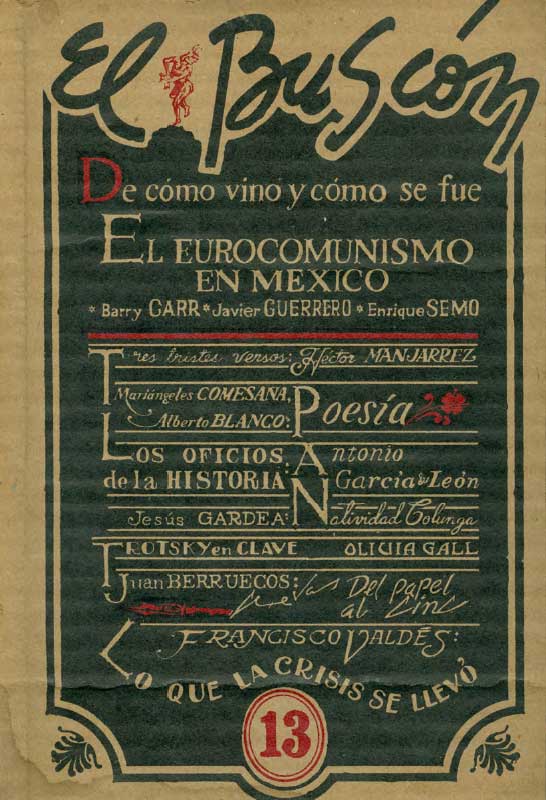 El Buscón
De cómo vino y cómo se fue
EL EUROCOMUNISMO
EN MEXICO
* Barry CARR * Javier GUERRERO * Enrique SEMO
Tres tristes versos: Héctor MANJARREZ
Mariángeles COMESAÑA,
Alberto BLANCO: Poesía
LOS OFICIOS: Antonio
de la HISTORIA García de León
Jesús GARDEA: Natividad Colunga
TROTSKY en CLAVE OLIVIA GALL
Juan BERRUECOS: Del papel
al Zinc
FRANCISCO VALDÉS:
LO QUE LA CRISIS SE LLEVÓ
13